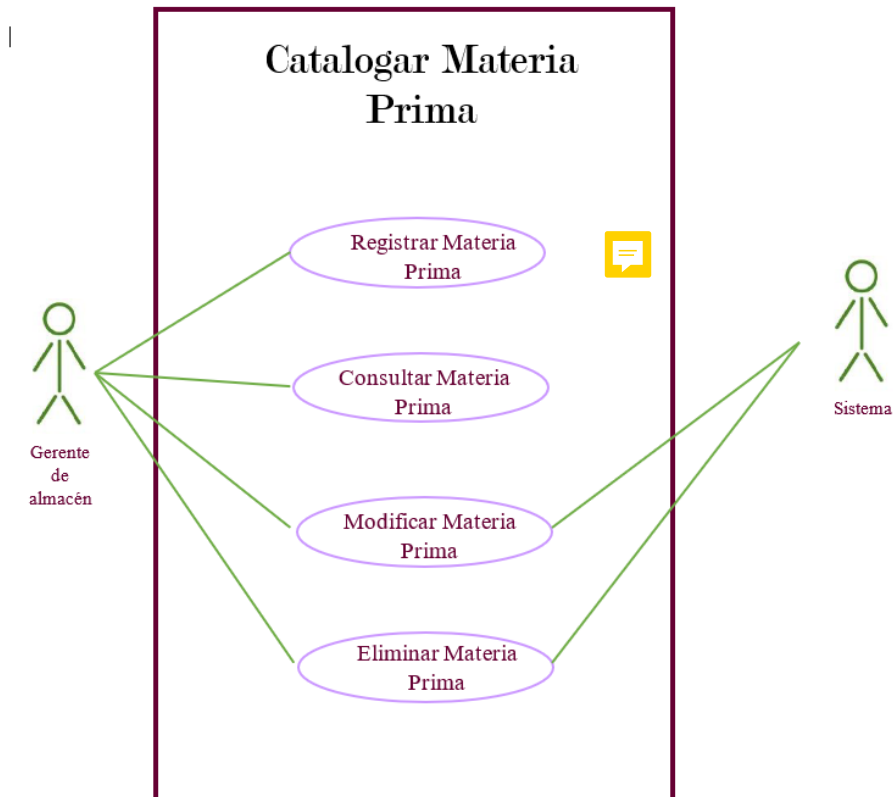 Catalogar Materia
Prima
Registrar Materia
Prima
Consultar Materia
Prima
Modificar Materia
Prima
Eliminar Materia
Prima
Gerente
de
almacén
Sistema